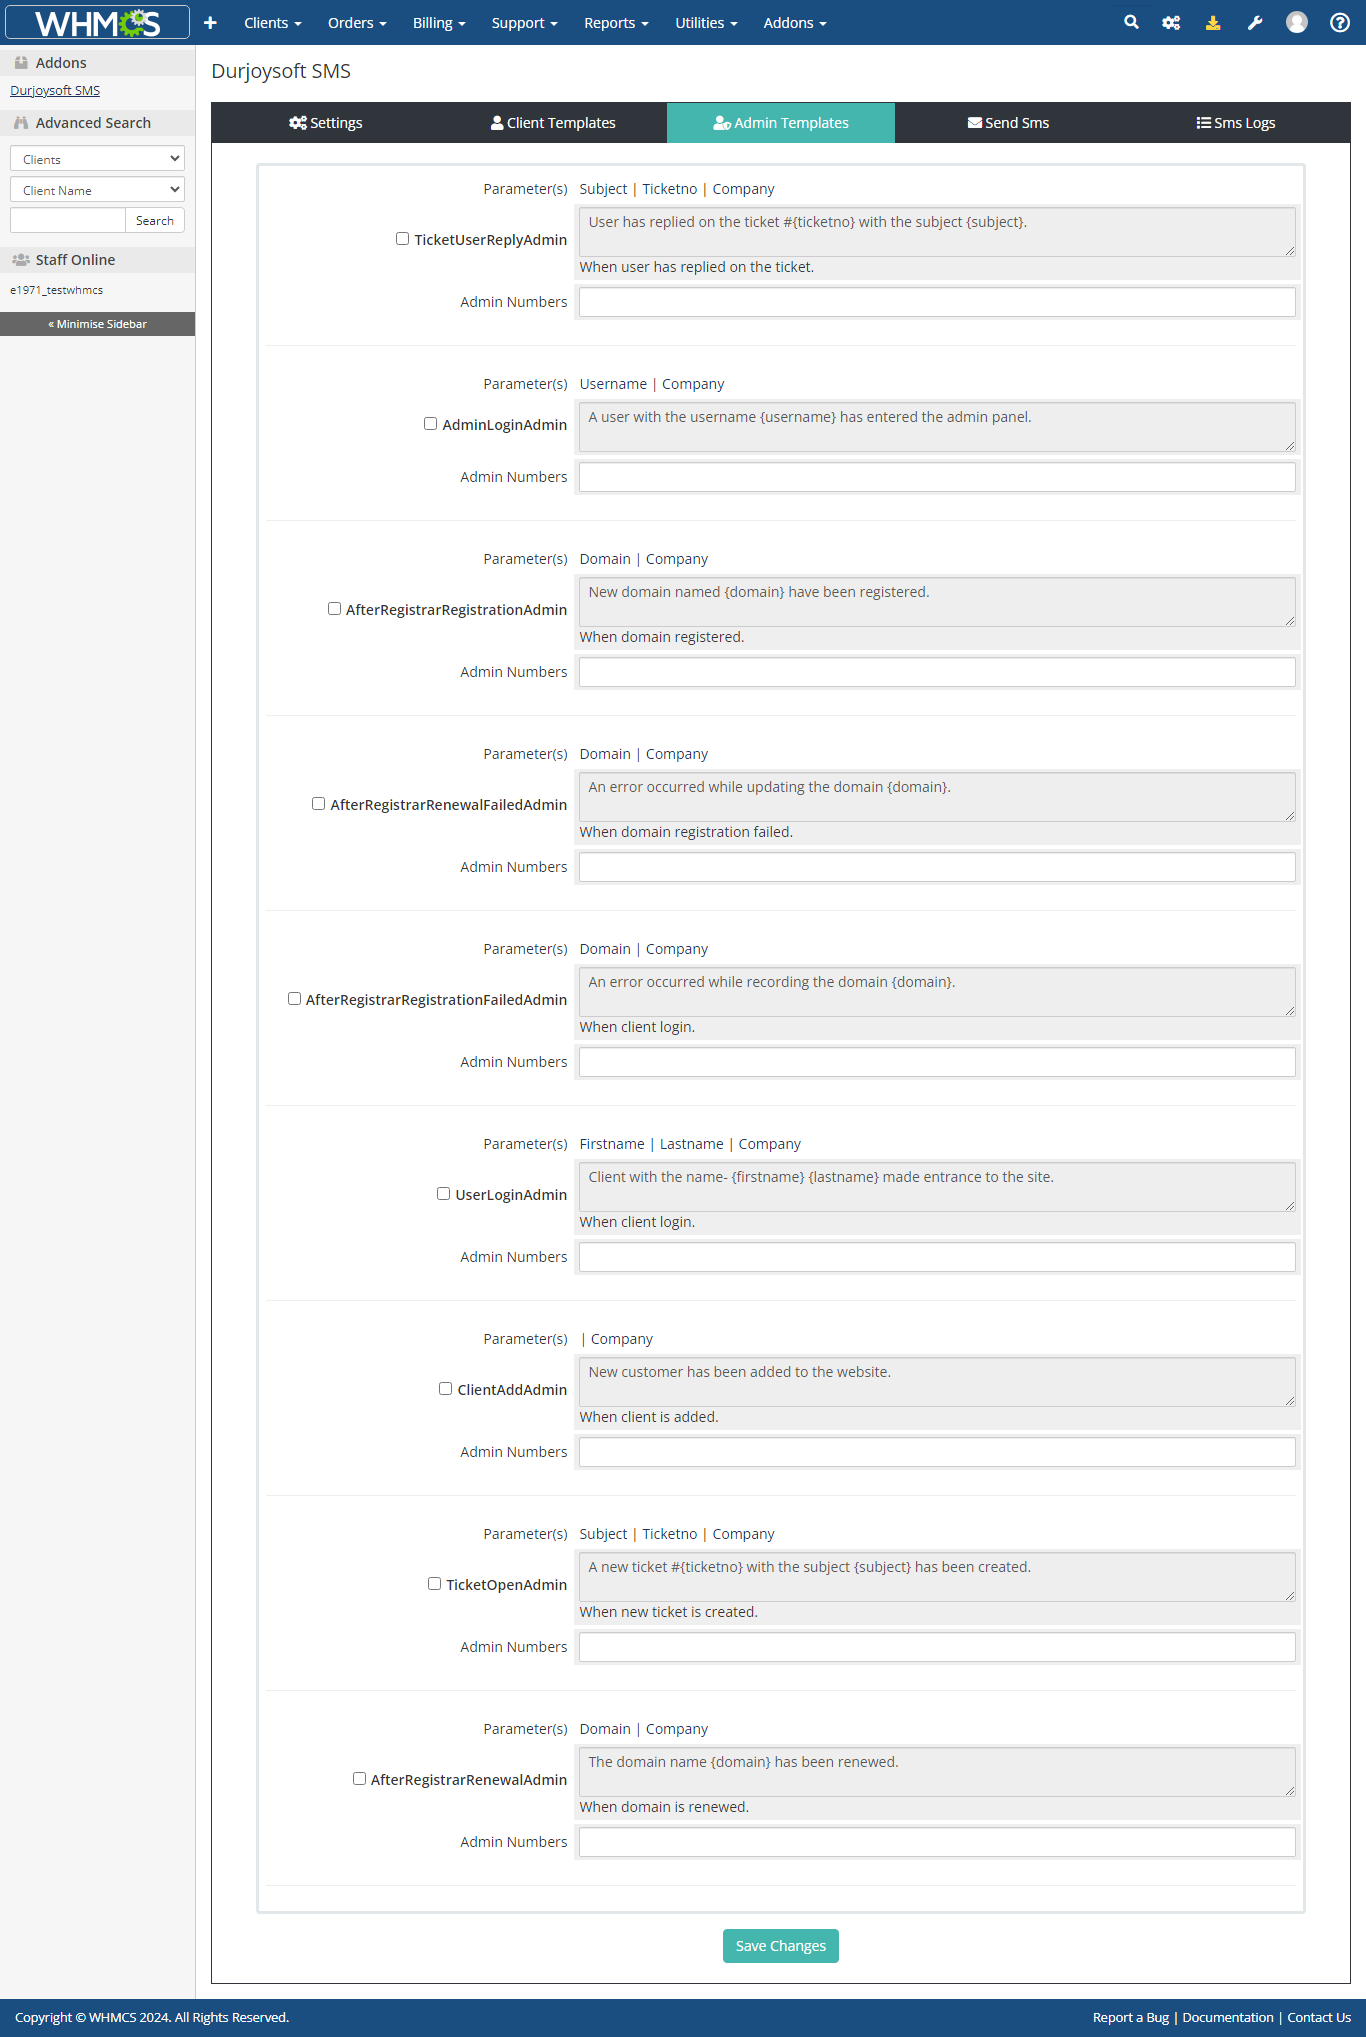 WHMCS
Clients
Orders
Billing
Support
Reports
Utilities
Addons
Addons
Durjoysoft SMS
Advanced Search
Clients
Client Name
Search
Staff Online
e1971_testwhmcs
« Minimise Sidebar
Durjoysoft SMS
Settings
Client Templates
Admin Templates
Send Sms
Sms Logs
Parameter(s) Subject | Ticketno | Company
TicketUserReplyAdmin User has replied on the ticket #{ticketno} with the subject {subject}.
When user has replied on the ticket.
Admin Numbers
Parameter(s) Username | Company
AdminLoginAdmin A user with the username {username} has entered the admin panel.
Admin Numbers
Parameter(s) Domain | Company
AfterRegistrarRegistrationAdmin New domain named {domain} have been registered.
When domain registered.
Admin Numbers
Parameter(s) Domain | Company
AfterRegistrarRenewalFailedAdmin An error occurred while updating the domain {domain}.
When domain registration failed.
Admin Numbers
Parameter(s) Domain | Company
AfterRegistrarRegistrationFailedAdmin An error occurred while recording the domain {domain}.
When client login.
Admin Numbers
Parameter(s) Firstname | Lastname | Company
UserLoginAdmin Client with the name- {firstname} {lastname} made entrance to the site.
When client login.
Admin Numbers
Parameter(s) | Company
ClientAddAdmin New customer has been added to the website.
When client is added.
Admin Numbers
Parameter(s) Subject | Ticketno | Company
TicketOpenAdmin A new ticket #{ticketno} with the subject {subject} has been created.
When new ticket is created.
Admin Numbers
Parameter(s) Domain | Company
AfterRegistrarRenewalAdmin The domain name {domain} has been renewed.
When domain is renewed.
Admin Numbers
Save Changes
Copyright © WHMCS 2024. All Rights Reserved.
Report a Bug | Documentation | Contact Us